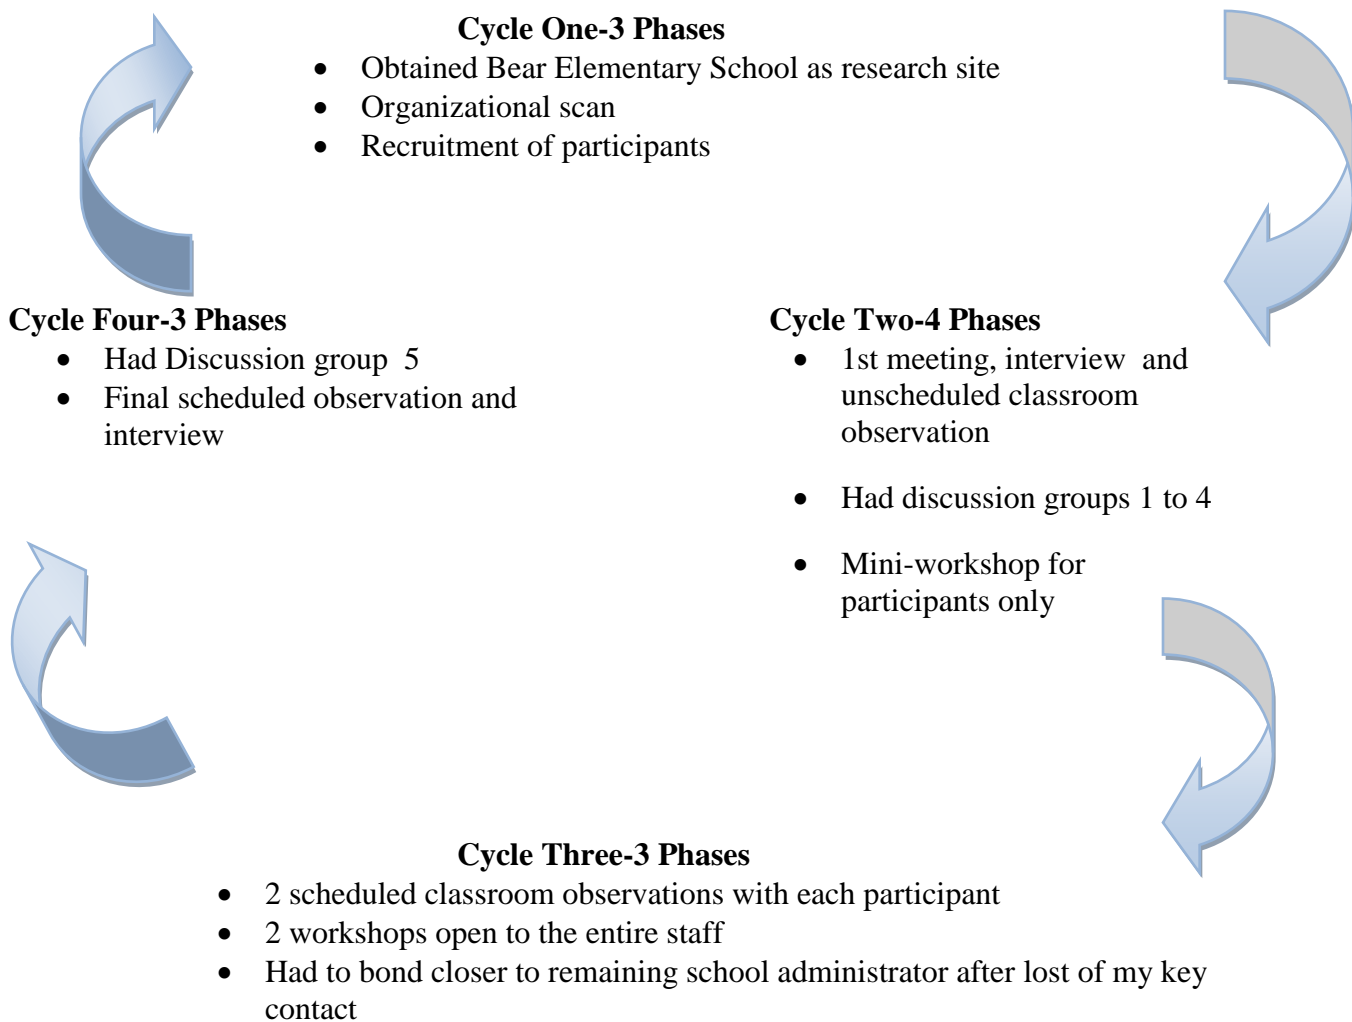 Cycle One-3 Phases
• Obtained Bear Elementary School as research site
• Organizational scan
• Recruitment of participants
Cycle Four-3 Phases
• Had Discussion group 5
• Final scheduled observation and
interview
Cycle Two-4 Phases
• 1st meeting, interview and
unscheduled classroom
observation
• Had discussion groups 1 to 4
• Mini-workshop for
participants only
Cycle Three-3 Phases
• 2 scheduled classroom observations with each participant
• 2 workshops open to the entire staff
• Had to bond closer to remaining school administrator after lost of my key
contact